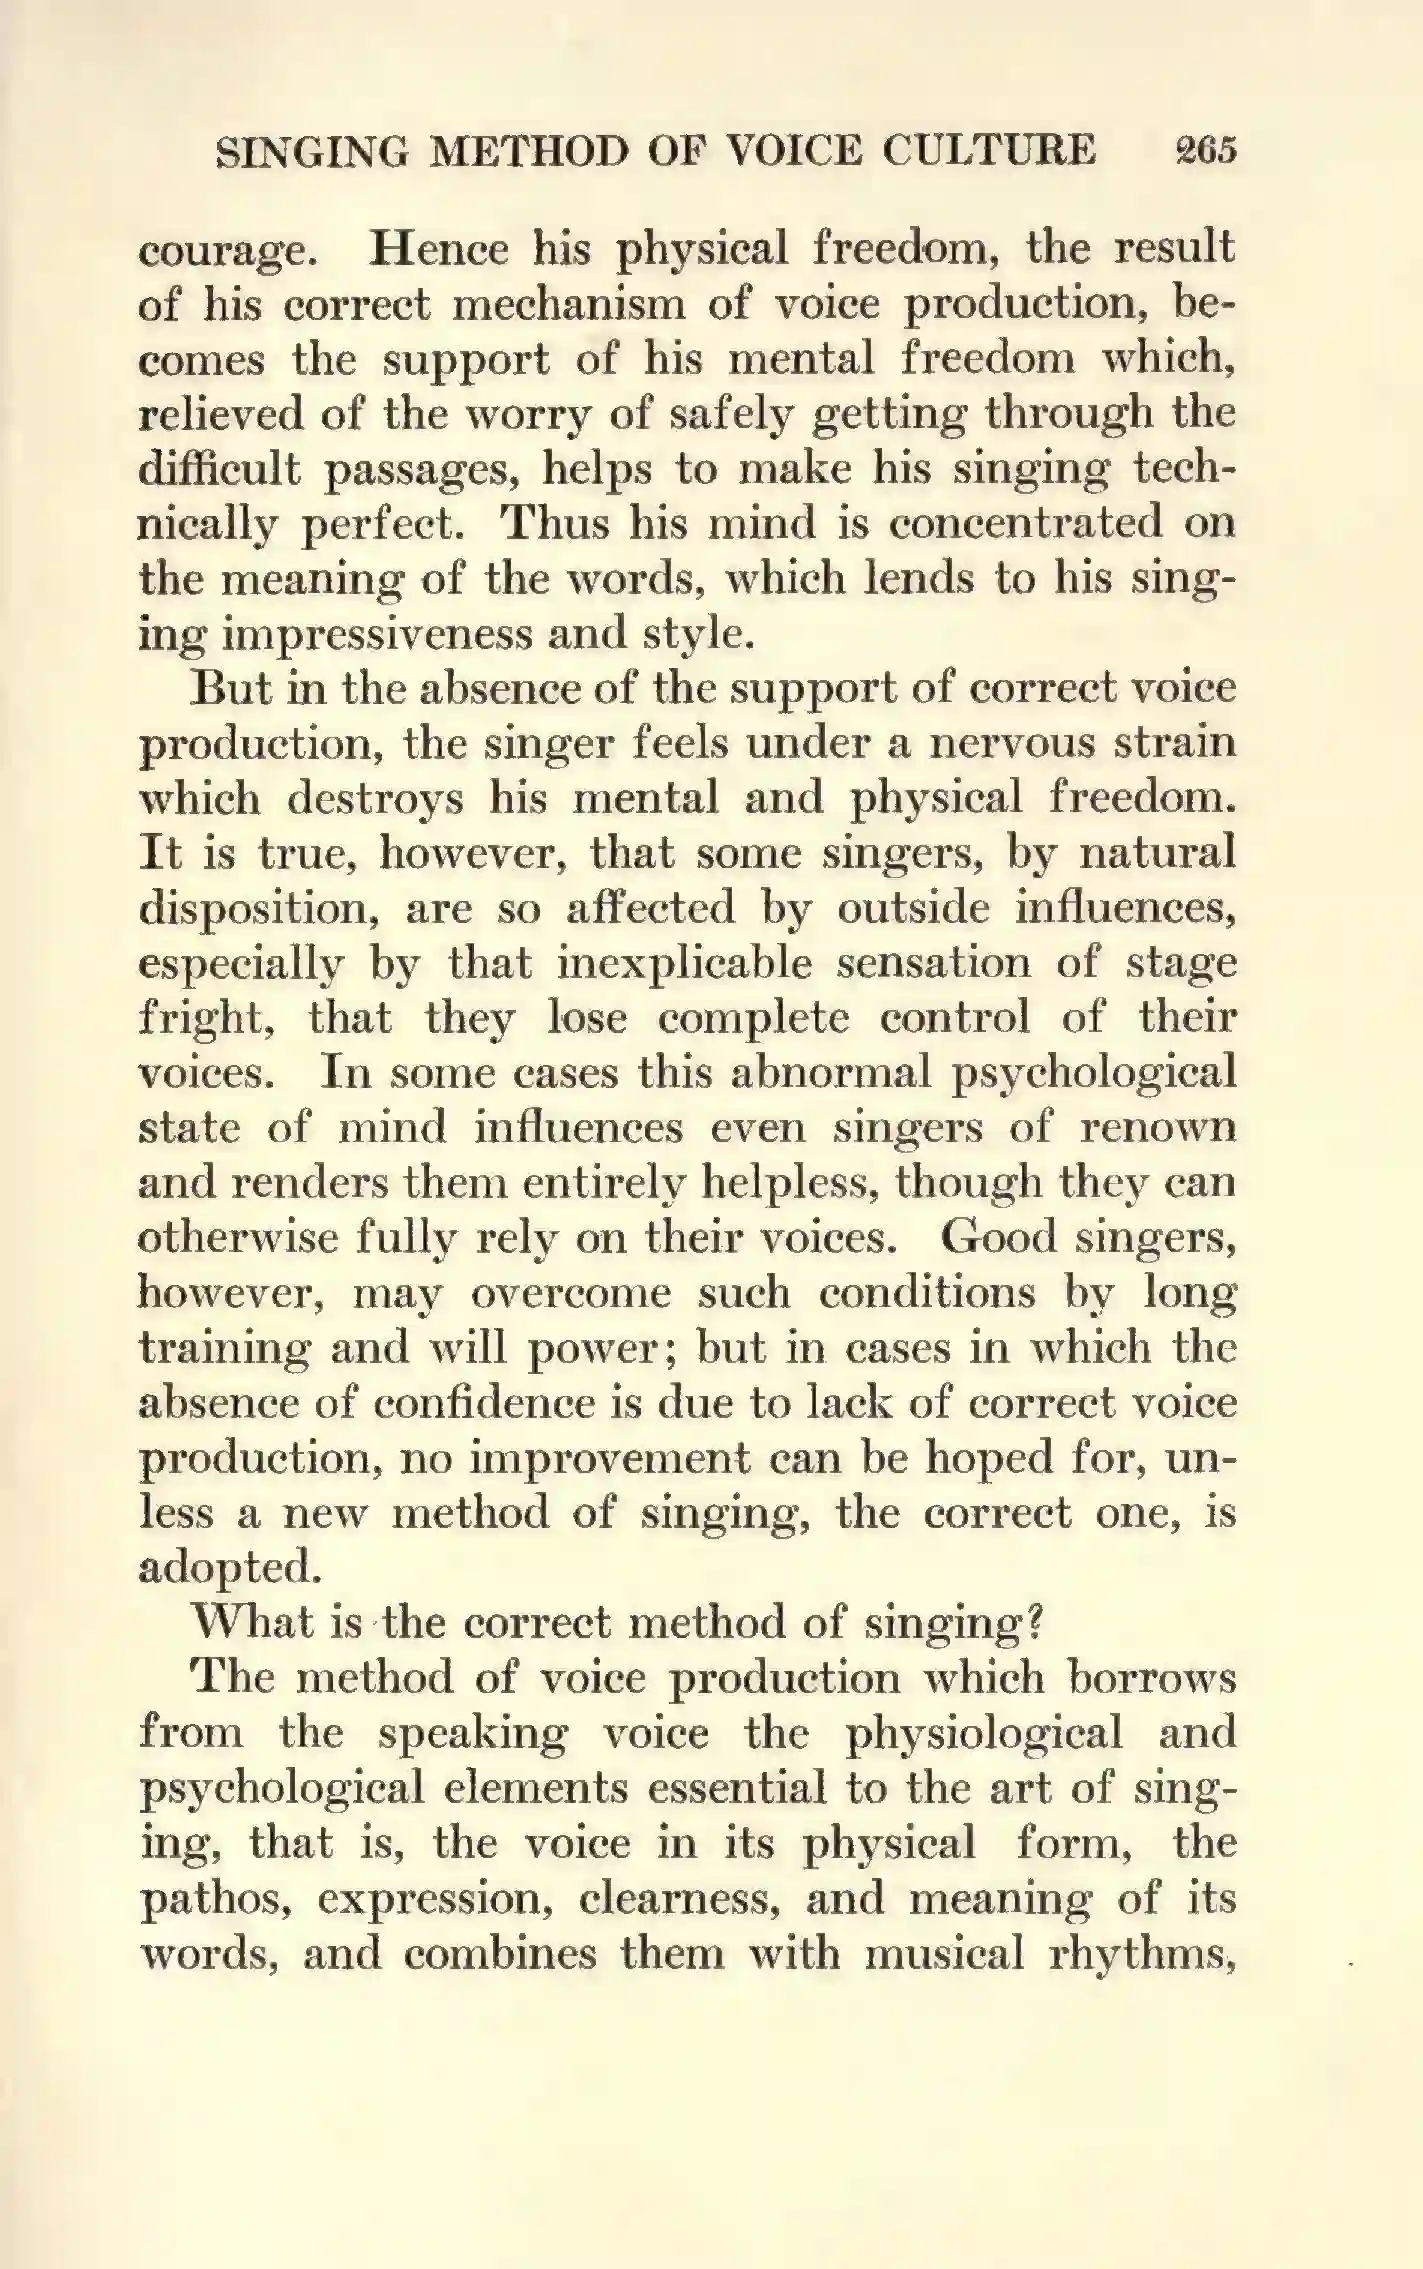 SINGING METHOD OF VOICE CULTURE 265
courage. Hence his physical freedom, the result
of his correct mechanism of voice production, be-
comes the support of his mental freedom which,
relieved of the worry of safely getting through the
difficult passages, helps to make his singing tech-
nically perfect. Thus his mind is concentrated on
the meaning of the words, which lends to his sing-
ing impressiveness and style.
But in the absence of the support of correct voice
production, the singer feels under a nervous strain
which destroys his mental and physical freedom.
It is true, however, that some singers, by natural
disposition, are so affected by outside influences,
especially by that inexplicable sensation of stage
fright, that they lose complete control of their
voices. In some cases this abnormal psychological
state of mind influences even singers of renown
and renders them entirely helpless, though they can
otherwise fully rely on their voices. Good singers,
however, may overcome such conditions by long
training and will power; but in cases in which the
absence of confidence is due to lack of correct voice
production, no improvement can be hoped for, un-
less a new method of singing, the correct one, is
adopted.
What is the correct method of singing?
The method of voice production which borrows
from the speaking voice the physiological and
psychological elements essential to the art of sing-
ing, that is, the voice in its physical form, the
pathos, expression, clearness, and meaning of its
words, and combines them with musical rhythms,